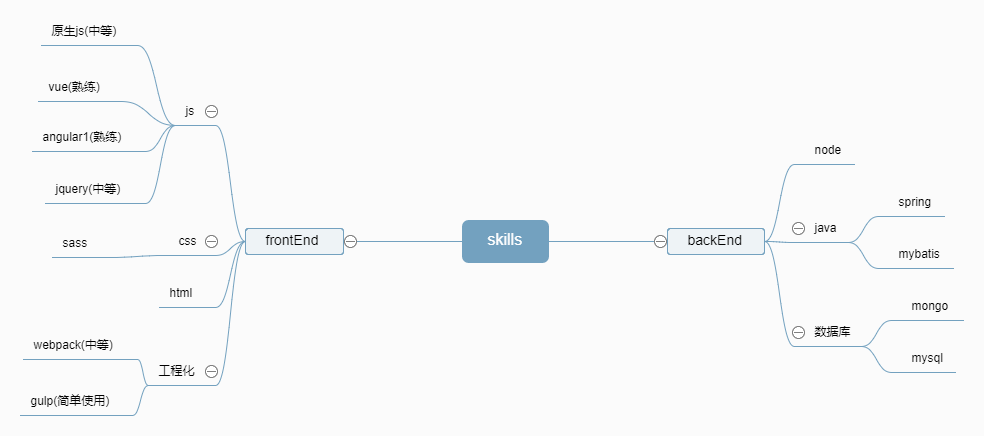 skills
frontEnd
js
原生js(中等)
vue(熟练)
angular1(熟练)
jquery(中等)
css
sass
html
工程化
webpack(中等)
gulp(简单使用)
backEnd
node
java
spring
mybatis
数据库
mongo
mysql